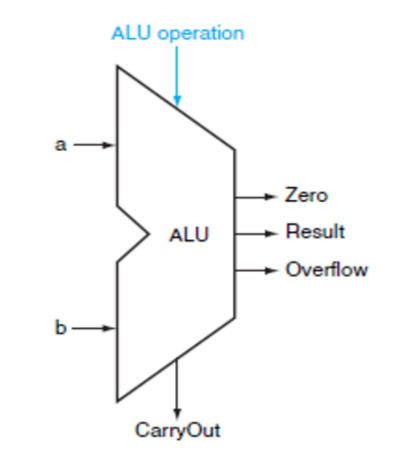 ALU operation
a
Zero
ALU
Result
Overflow
b
CarryOut